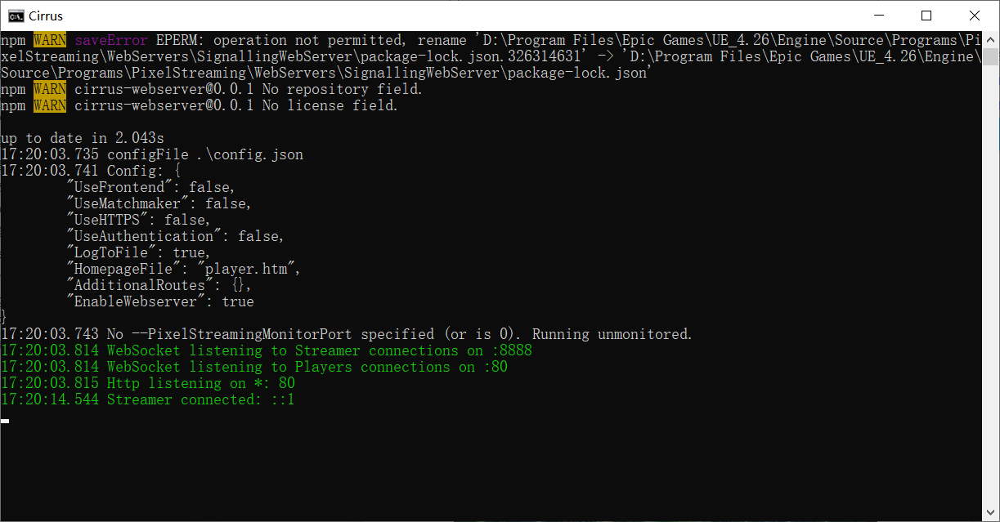 Cirrus
npm WARN saveError EPERM: operation not permitted, rename 'D:\Program Files\Epic Games\UE_4.26\Engine\Source\Programs\Pi
xelStreaming\WebServers\SignallingWebServer\package-lock.json.326314631' -> 'D:\Program Files\Epic Games\UE_4.26\Engine\
Source\Programs\PixelStreaming\WebServers\SignallingWebServer\package-lock.json'
npm WARN cirrus-webserver@0.0.1 No repository field.
npm WARN cirrus-webserver@0.0.1 No license field.
up to date in 2.043s
17:20:03.735 configFile .\config.json
17:20:03.741 Config: {
"UseFrontend": false,
"UseMatchmaker": false,
"UseHTTPS": false,
"UseAuthentication": false,
"LogToFile": true,
"HomepageFile": "player.htm",
"AdditionalRoutes": {},
"EnableWebserver": true
}
17:20:03.743 No --PixelStreamingMonitorPort specified (or is 0). Running unmonitored.
17:20:03.814 WebSocket listening to Streamer connections on :8888
17:20:03.814 WebSocket listening to Players connections on :80
17:20:03.815 Http listening on *: 80
17:20:14.544 Streamer connected: ::1